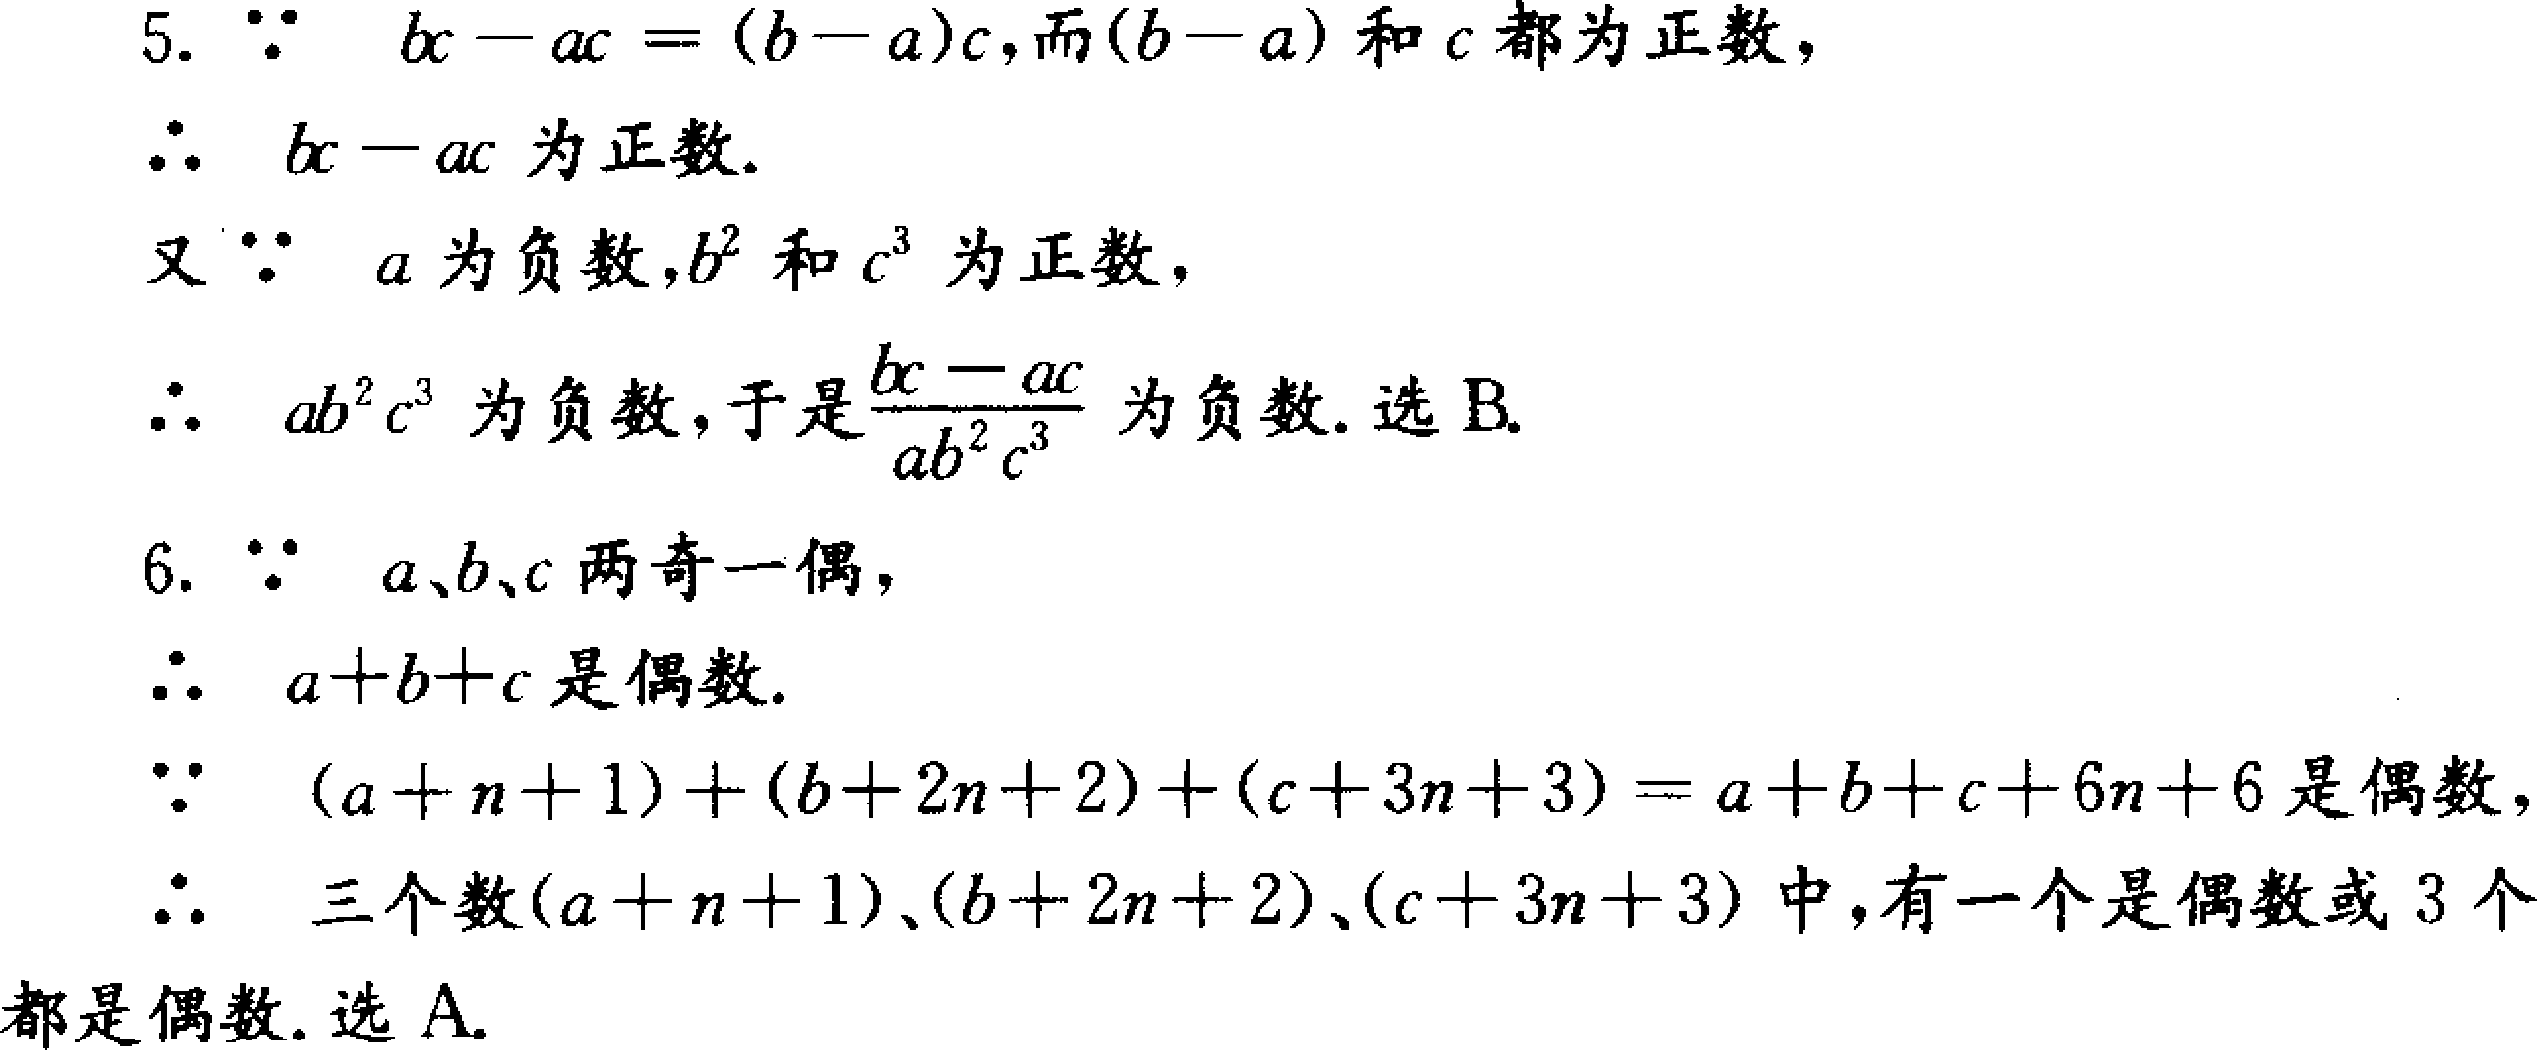 5. ∵ bc － ac ＝ (b－a)c,而(b－a) 和 c 都为正数,
∴ bc－ac 为正数.
又∵ a 为负数,b² 和 c³ 为正数,
∴ ab²c³ 为负数,于是 \frac{bc－ac}{ab²c³} 为负数. 选 B.
6. ∵ a、b、c 两奇一偶,
∴ a＋b＋c 是偶数.
∵ (a＋n＋1)＋(b＋2n＋2)＋(c＋3n＋3)＝a＋b＋c＋6n＋6 是偶数,
∴ 三个数(a＋n＋1)、(b＋2n＋2)、(c＋3n＋3) 中,有一个是偶数或 3 个
都是偶数. 选 A.